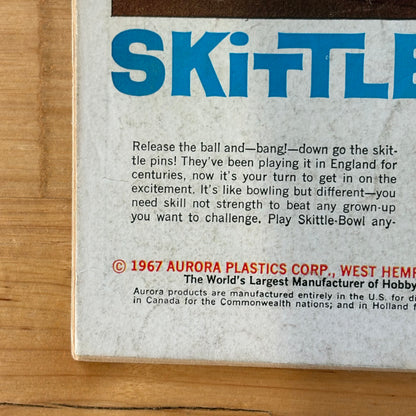 SKiTTLE
Release the ball and—bang!—down go the skit-
tle pins! They've been playing it in England for
centuries, now it's your turn to get in on the
excitement. It's like bowling but different—you
need skill not strength to beat any grown-up
you want to challenge. Play Skittle-Bowl any-
© 1967 AURORA PLASTICS CORP., WEST HEMP
The World's Largest Manufacturer of Hobby
Aurora products are manufactured entirely in the U.S. for di
in Canada for the Commonwealth nations; and in Holland f